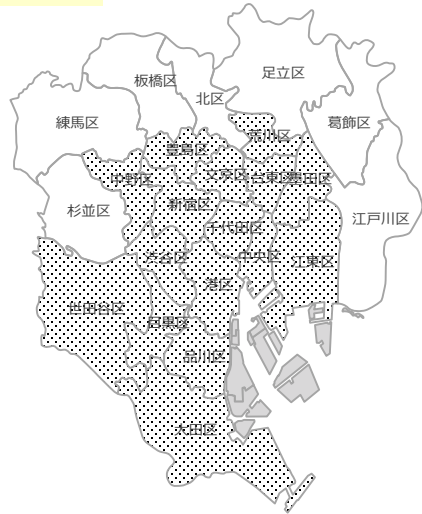 足立区
板橋区
北区
練馬区
葛飾区
荒川区
豊島区
文京区
台東区
墨田区
中野区
杉並区
新宿区
江戸川区
千代田区
渋谷区
中央区
江東区
港区
世田谷区
目黒区
品川区
大田区